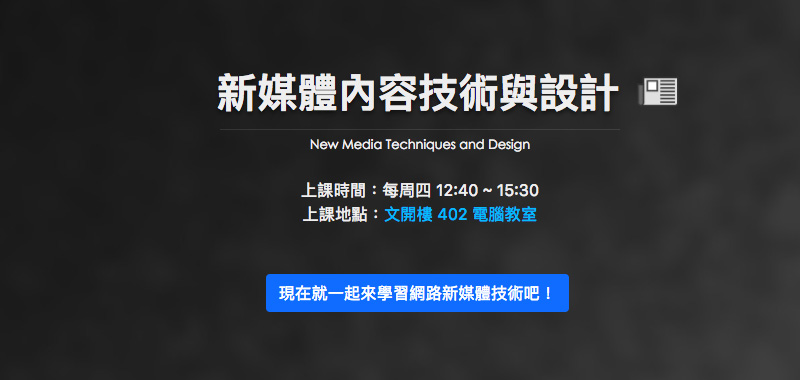 新媒體內容技術與設計
New Media Techniques and Design
上課時間：每周四 12:40 ~ 15:30
上課地點：文開樓 402 電腦教室
現在就一起來學習網路新媒體技術吧！